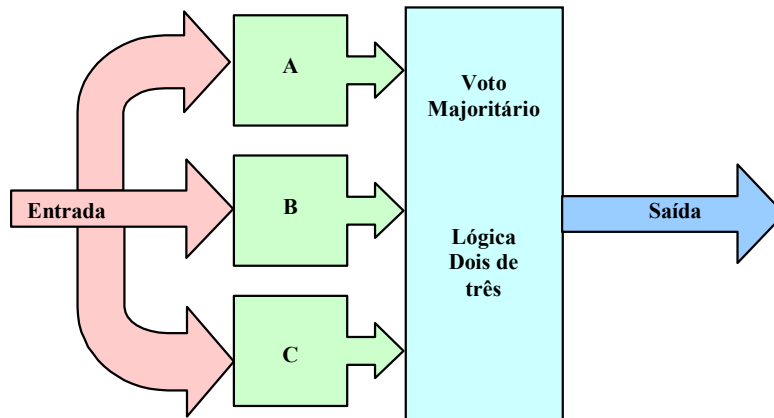 A
Voto
Majoritário
Entrada
B
Saída
Lógica
Dois de
três
C